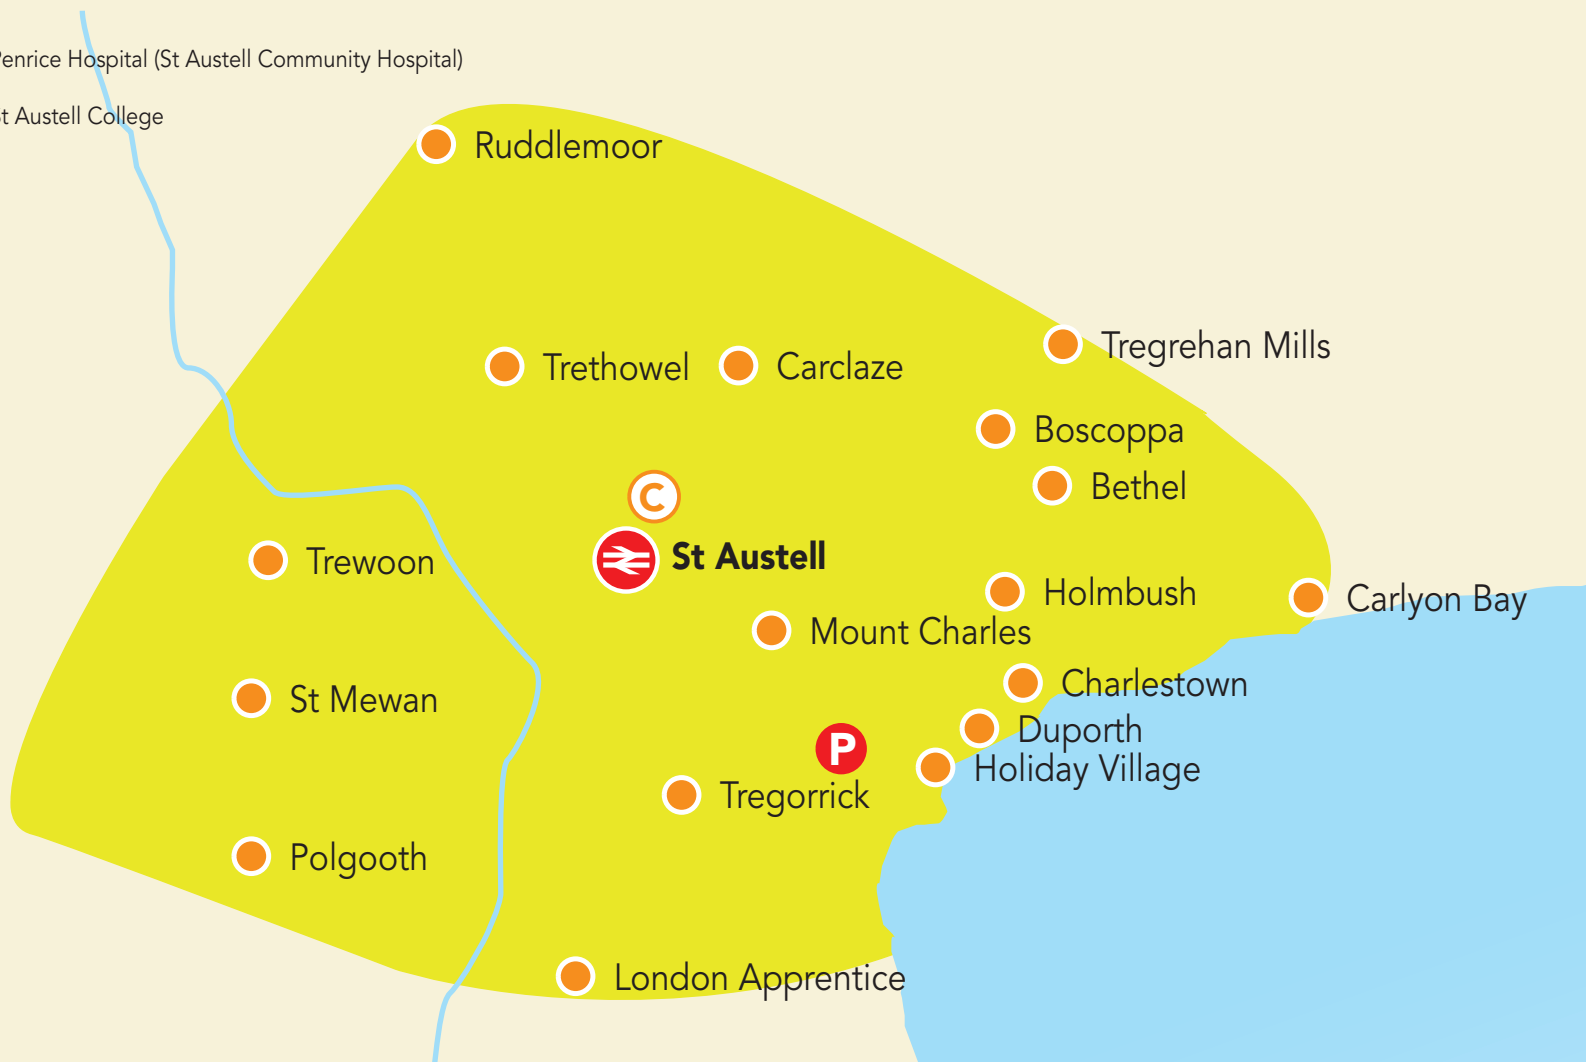 enrice Hospital (St Austell Community Hospital)
t Austell College
Ruddlemoor
Tregrehan Mills
Trethowel
Carclaze
Boscoppa
Bethel
C
St Austell
Trewoon
Holmbush
Carlyon Bay
Mount Charles
Charlestown
St Mewan
Duporth
P
Holiday Village
Tregorrick
Polgooth
London Apprentice